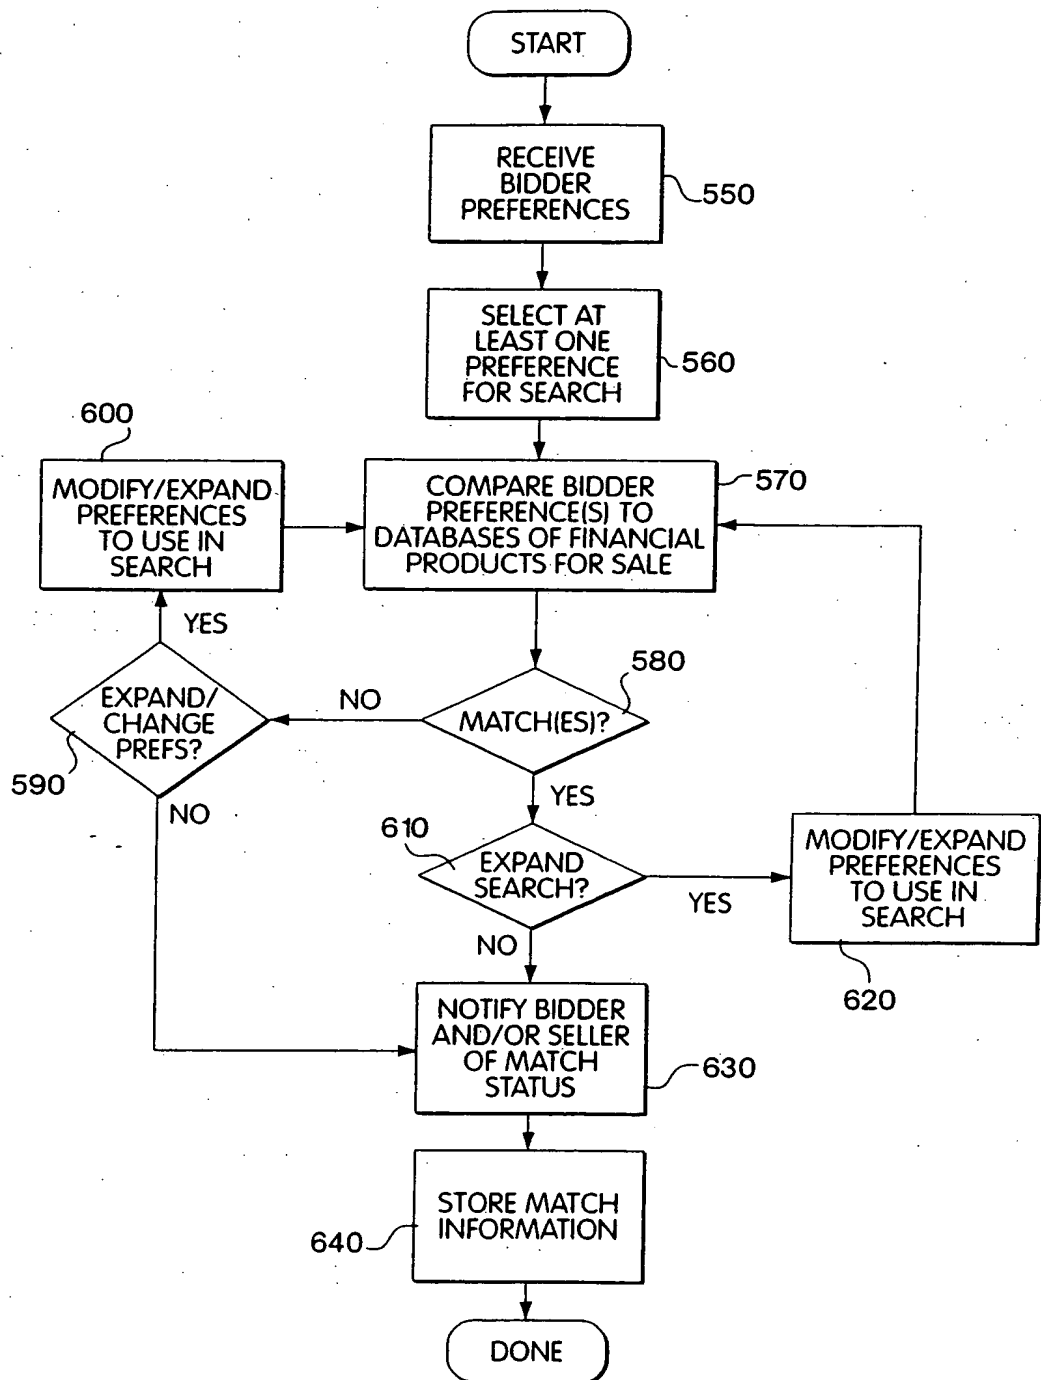 START
RECEIVE
BIDDER
PREFERENCES
550
SELECT AT
LEAST ONE
PREFERENCE
FOR SEARCH
560
600
MODIFY/EXPAND
PREFERENCES
TO USE IN
SEARCH
COMPARE BIDDER
PREFERENCE(S) TO
DATABASES OF FINANCIAL
PRODUCTS FOR SALE
570
YES
EXPAND/
CHANGE
PREFS?
590
NO
NO
MATCH(ES)?
580
YES
610
EXPAND
SEARCH?
YES
NO
MODIFY/EXPAND
PREFERENCES
TO USE IN
SEARCH
620
NOTIFY BIDDER
AND/OR SELLER
OF MATCH
STATUS
630
STORE MATCH
INFORMATION
640
DONE